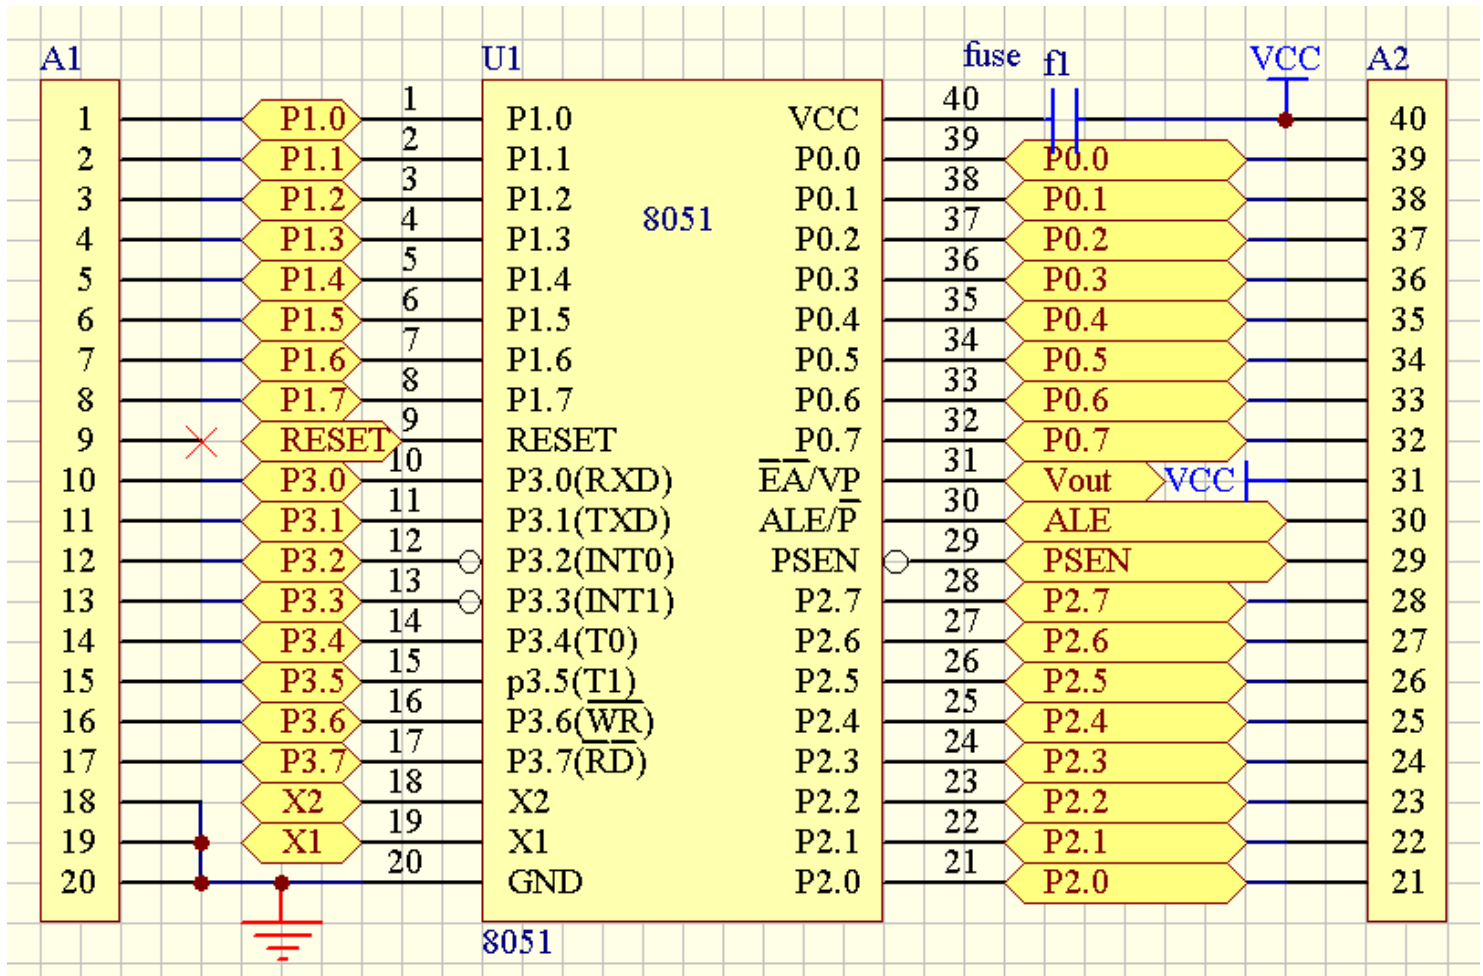 A1 U1 fuse f1 VCC A2
1 P1.0 1 P1.0 VCC 40 40
2 P1.1 2 P1.1 P0.0 39 P0.0 39
3 P1.2 3 P1.2 8051 P0.1 38 P0.1 38
4 P1.3 4 P1.3 P0.2 37 P0.2 37
5 P1.4 5 P1.4 P0.3 36 P0.3 36
6 P1.5 6 P1.5 P0.4 35 P0.4 35
7 P1.6 7 P1.6 P0.5 34 P0.5 34
8 P1.7 8 P1.7 P0.6 33 P0.6 33
9 RESET 9 RESET P0.7 32 P0.7 32
10 P3.0 10 P3.0(RXD) EA/VP 31 Vout VCC 31
11 P3.1 11 P3.1(TXD) ALE/P 30 ALE 30
12 P3.2 12 P3.2(INT0) PSEN 29 PSEN 29
13 P3.3 13 P3.3(INT1) P2.7 28 P2.7 28
14 P3.4 14 P3.4(T0) P2.6 27 P2.6 27
15 P3.5 15 p3.5(T1) P2.5 26 P2.5 26
16 P3.6 16 P3.6(WR) P2.4 25 P2.4 25
17 P3.7 17 P3.7(RD) P2.3 24 P2.3 24
18 X2 18 X2 P2.2 23 P2.2 23
19 X1 19 X1 P2.1 22 P2.1 22
20 20 GND P2.0 21 P2.0 21
8051